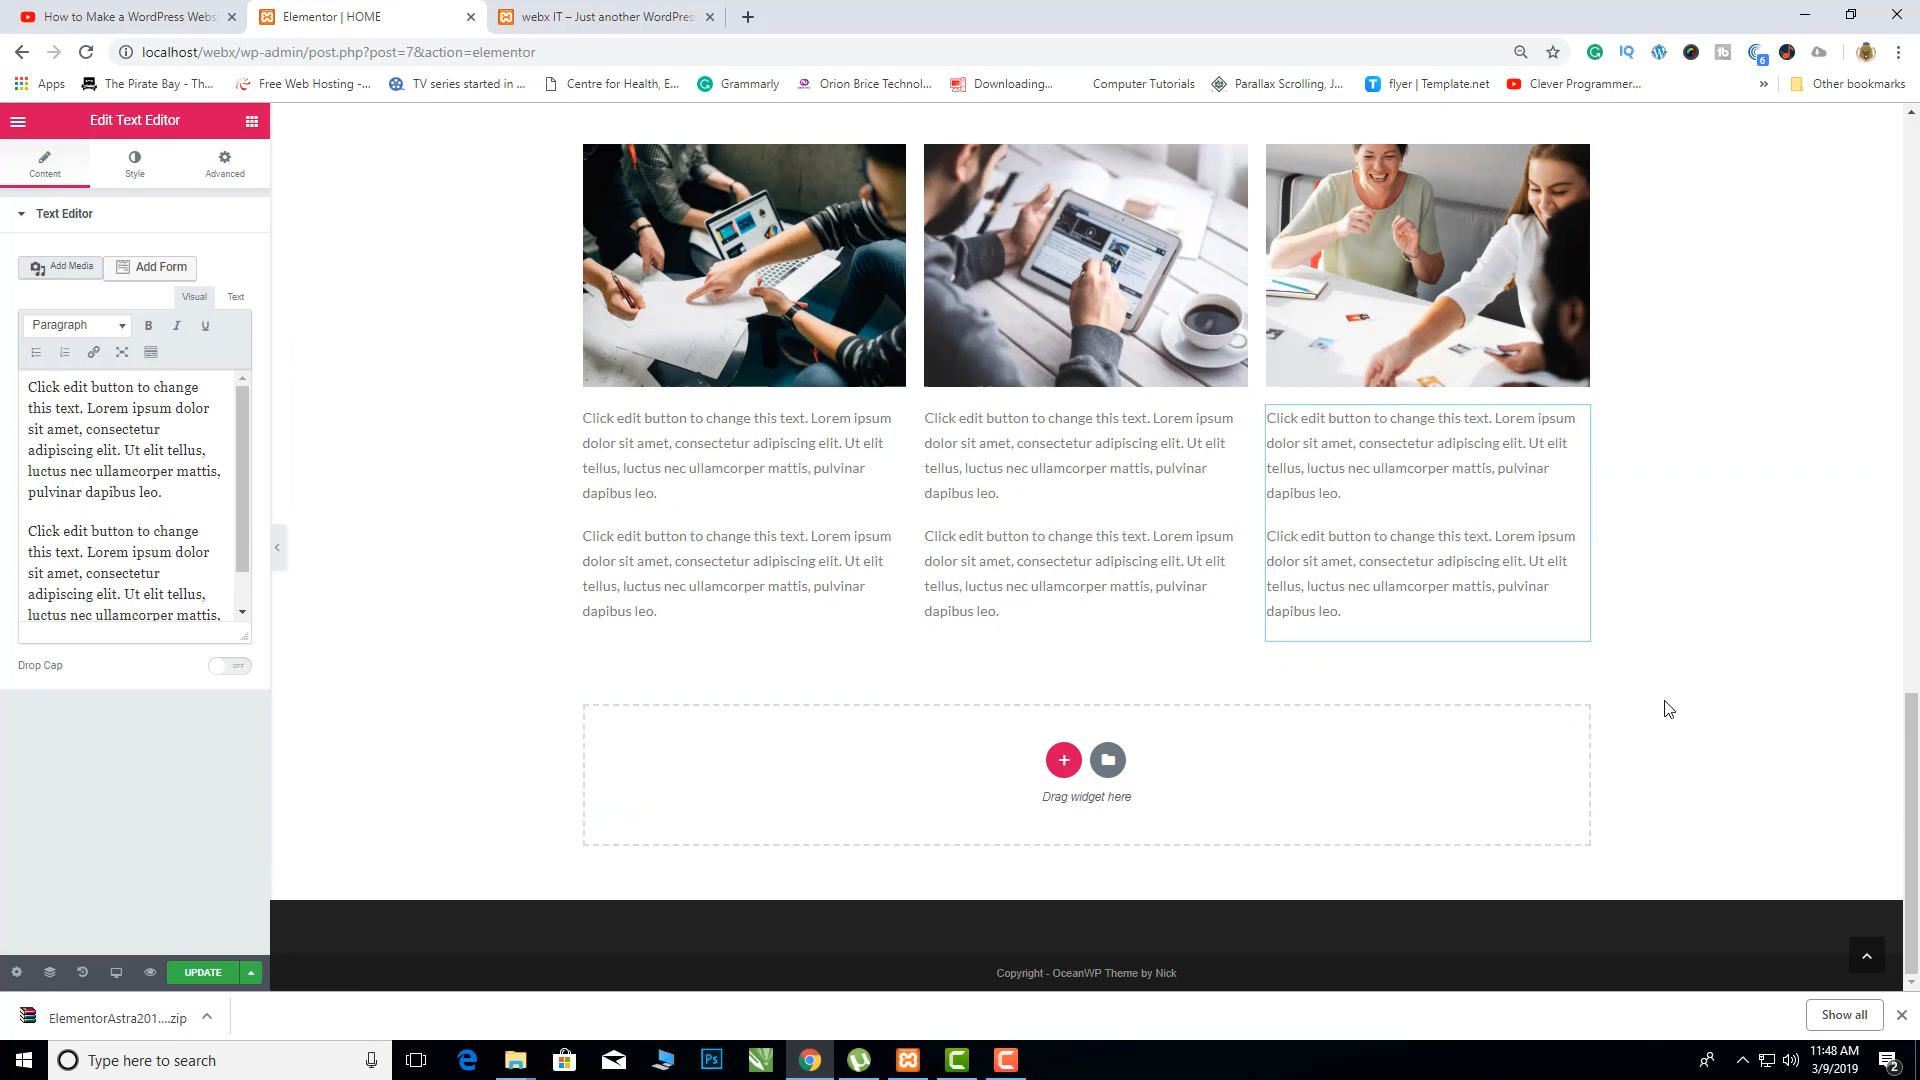 How to Make a WordPress Webs
Elementor | HOME
webx IT – Just another WordPres
localhost/webx/wp-admin/post.php?post=7&action=elementor
Apps
The Pirate Bay - Th...
Free Web Hosting -...
TV series started in ...
Centre for Health, E...
Grammarly
Orion Brice Technol...
Downloading...
Computer Tutorials
Parallax Scrolling, J...
flyer | Template.net
Clever Programmer...
Other bookmarks
Edit Text Editor
Content
Style
Advanced
Text Editor
Add Media
Add Form
Visual
Text
Paragraph
B I U
Click edit button to change
this text. Lorem ipsum dolor
sit amet, consectetur
adipiscing elit. Ut elit tellus,
luctus nec ullamcorper mattis,
pulvinar dapibus leo.
Click edit button to change
this text. Lorem ipsum dolor
sit amet, consectetur
adipiscing elit. Ut elit tellus,
luctus nec ullamcorper mattis,
Drop Cap
OFF
UPDATE
Click edit button to change this text. Lorem ipsum
dolor sit amet, consectetur adipiscing elit. Ut elit
tellus, luctus nec ullamcorper mattis, pulvinar
dapibus leo.
Click edit button to change this text. Lorem ipsum
dolor sit amet, consectetur adipiscing elit. Ut elit
tellus, luctus nec ullamcorper mattis, pulvinar
dapibus leo.
Click edit button to change this text. Lorem ipsum
dolor sit amet, consectetur adipiscing elit. Ut elit
tellus, luctus nec ullamcorper mattis, pulvinar
dapibus leo.
Click edit button to change this text. Lorem ipsum
dolor sit amet, consectetur adipiscing elit. Ut elit
tellus, luctus nec ullamcorper mattis, pulvinar
dapibus leo.
Click edit button to change this text. Lorem ipsum
dolor sit amet, consectetur adipiscing elit. Ut elit
tellus, luctus nec ullamcorper mattis, pulvinar
dapibus leo.
Click edit button to change this text. Lorem ipsum
dolor sit amet, consectetur adipiscing elit. Ut elit
tellus, luctus nec ullamcorper mattis, pulvinar
dapibus leo.
Drag widget here
Copyright - OceanWP Theme by Nick
ElementorAstra201....zip
Show all
Type here to search
11:48 AM
3/9/2019
2